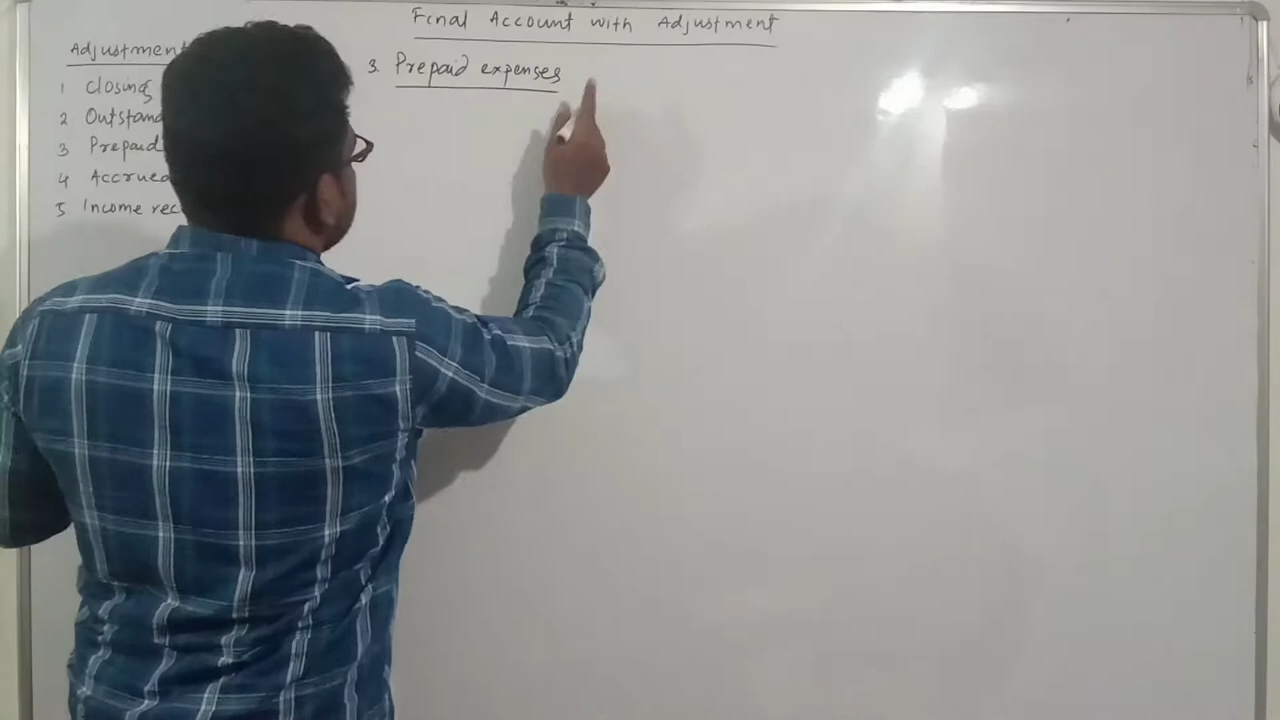 Final Account with Adjustment
Adjustment
1 Closing
2 Outstand
3 Prepaid
4 Accrued
5 Income rec
3. Prepaid expenses